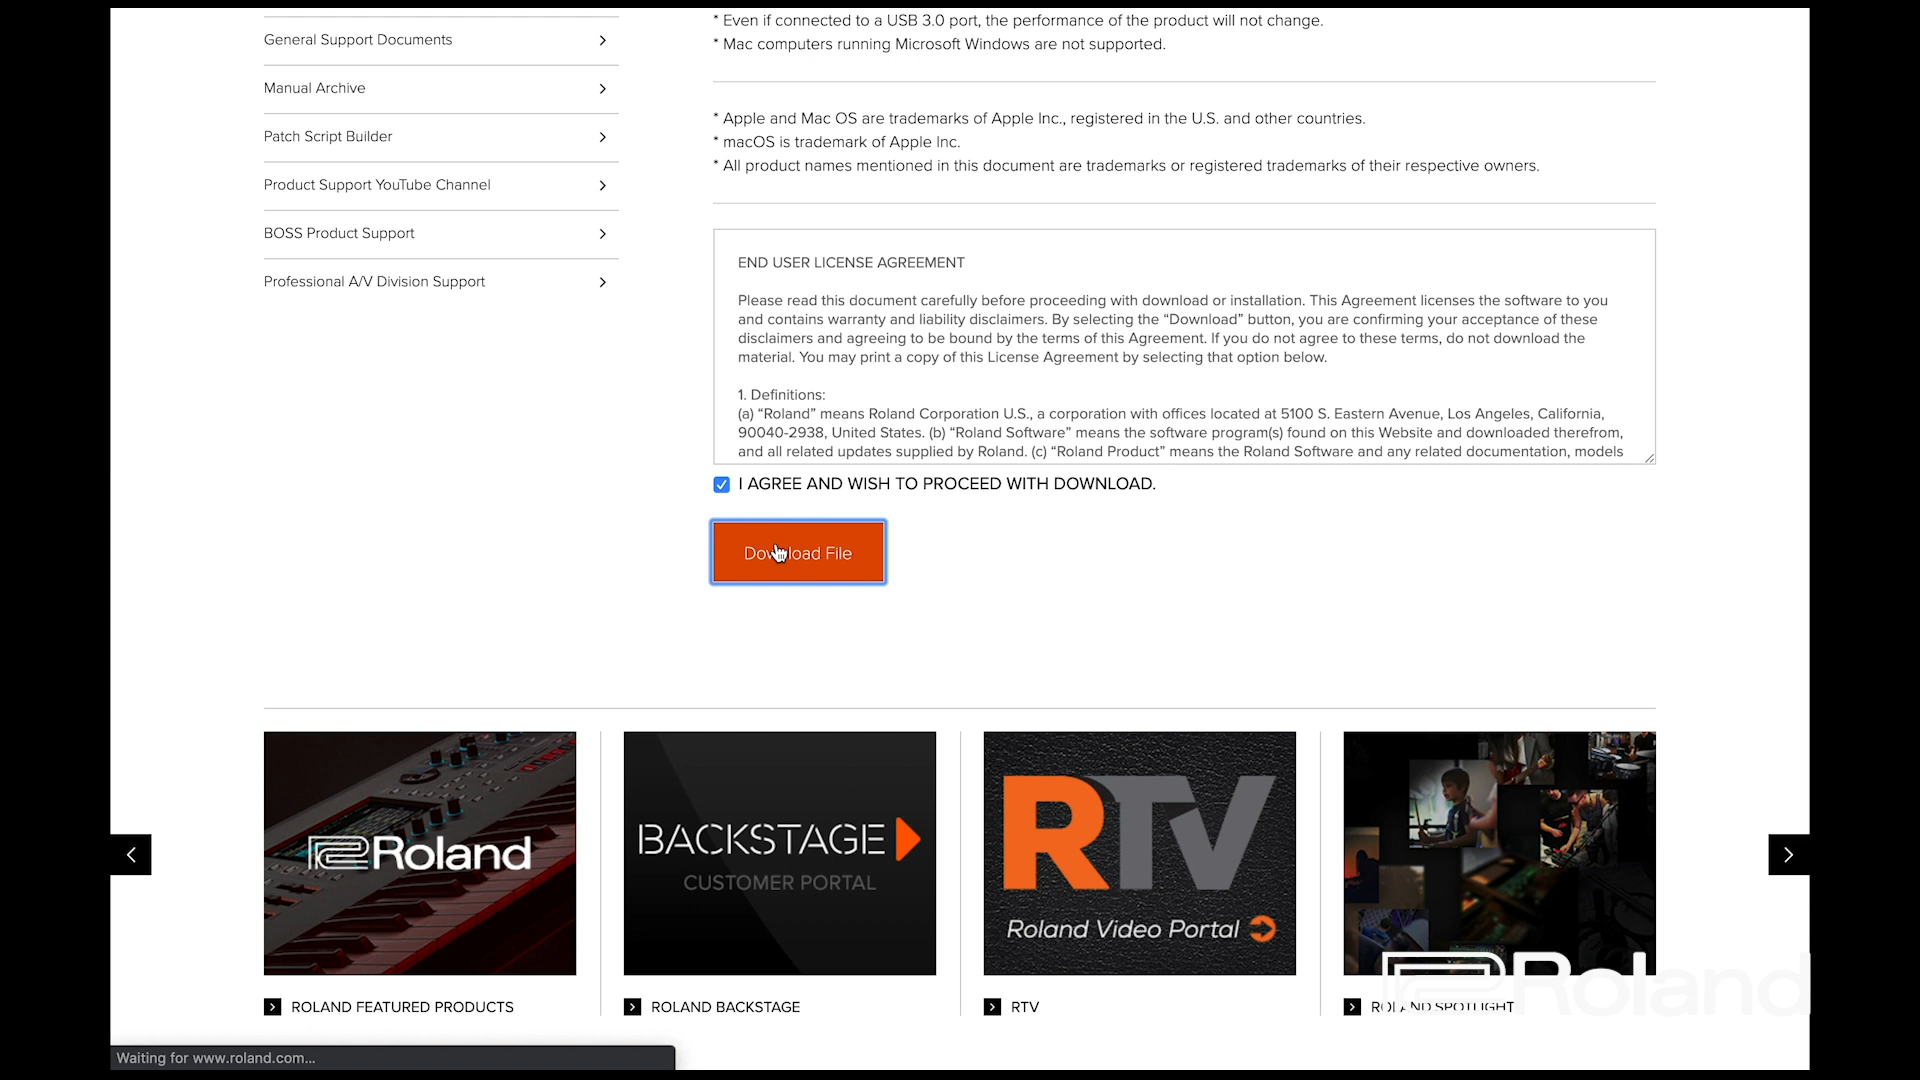 General Support Documents
Manual Archive
Patch Script Builder
Product Support YouTube Channel
BOSS Product Support
Professional A/V Division Support
* Even if connected to a USB 3.0 port, the performance of the product will not change.
* Mac computers running Microsoft Windows are not supported.
* Apple and Mac OS are trademarks of Apple Inc., registered in the U.S. and other countries.
* macOS is trademark of Apple Inc.
* All product names mentioned in this document are trademarks or registered trademarks of their respective owners.
END USER LICENSE AGREEMENT
Please read this document carefully before proceeding with download or installation. This Agreement licenses the software to you
and contains warranty and liability disclaimers. By selecting the “Download” button, you are confirming your acceptance of these
disclaimers and agreeing to be bound by the terms of this Agreement. If you do not agree to these terms, do not download the
material. You may print a copy of this License Agreement by selecting that option below.
1. Definitions:
(a) “Roland” means Roland Corporation U.S., a corporation with offices located at 5100 S. Eastern Avenue, Los Angeles, California,
90040-2938, United States. (b) “Roland Software” means the software program(s) found on this Website and downloaded therefrom,
and all related updates supplied by Roland. (c) “Roland Product” means the Roland Software and any related documentation, models
I AGREE AND WISH TO PROCEED WITH DOWNLOAD.
Download File
Roland
BACKSTAGE
CUSTOMER PORTAL
RTV
Roland Video Portal
Roland
ROLAND FEATURED PRODUCTS
ROLAND BACKSTAGE
RTV
ROLAND SPOTLIGHT
Waiting for www.roland.com...